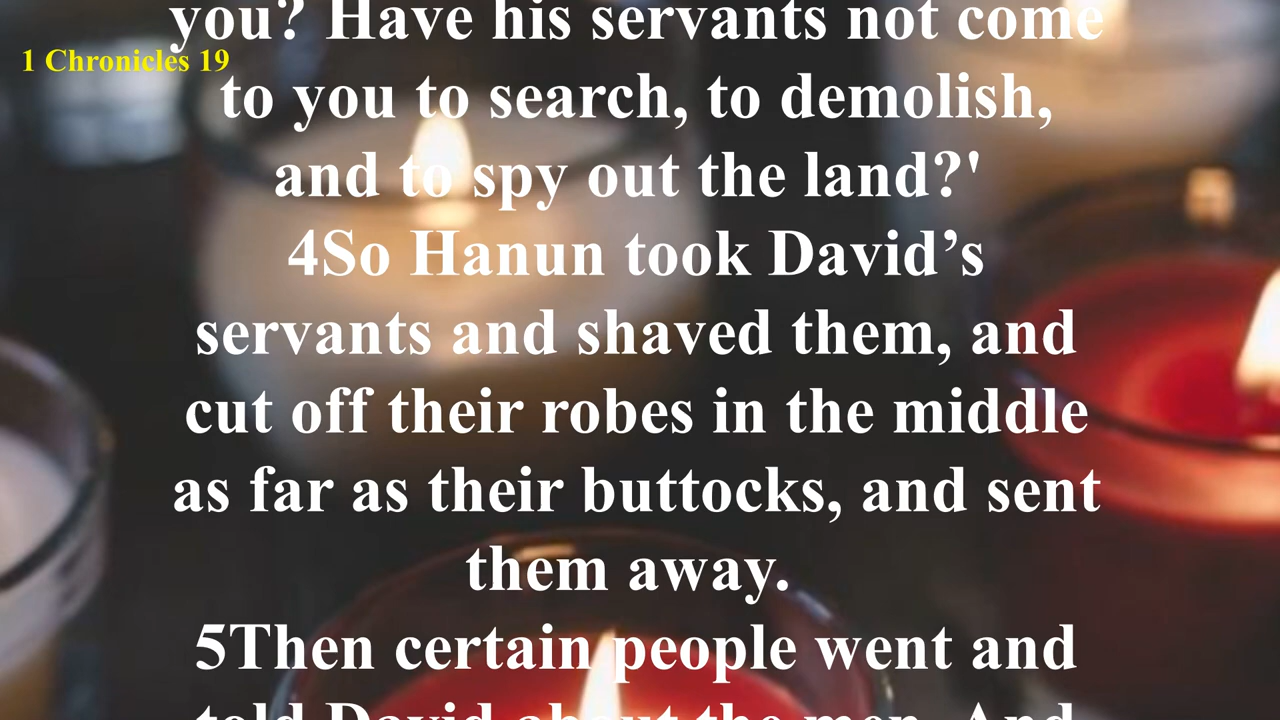 you? Have his servants not come
1 Chronicles 19
to you to search, to demolish,
and to spy out the land?'
4So Hanun took David’s
servants and shaved them, and
cut off their robes in the middle
as far as their buttocks, and sent
them away.
5Then certain people went and
told David about the men. And